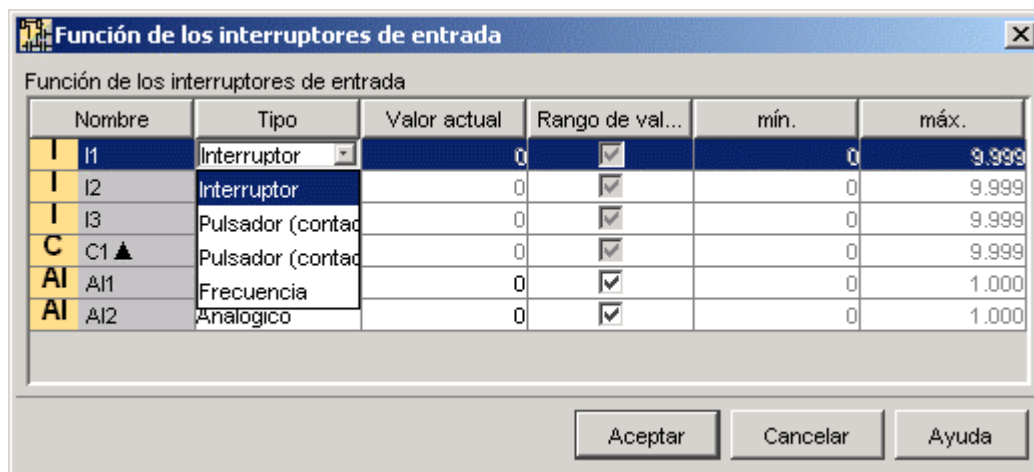 Función de los interruptores de entrada
Función de los interruptores de entrada
Nombre Tipo Valor actual Rango de val... mín. máx.
I I1 Interruptor 0 0 9.999
I I2 Interruptor 0 0 9.999
I I3 Pulsador (contac 0 0 9.999
C C1▲ Pulsador (contac 0 0 9.999
AI AI1 Frecuencia 0 0 1.000
AI AI2 Analógico 0 0 1.000
Aceptar Cancelar Ayuda